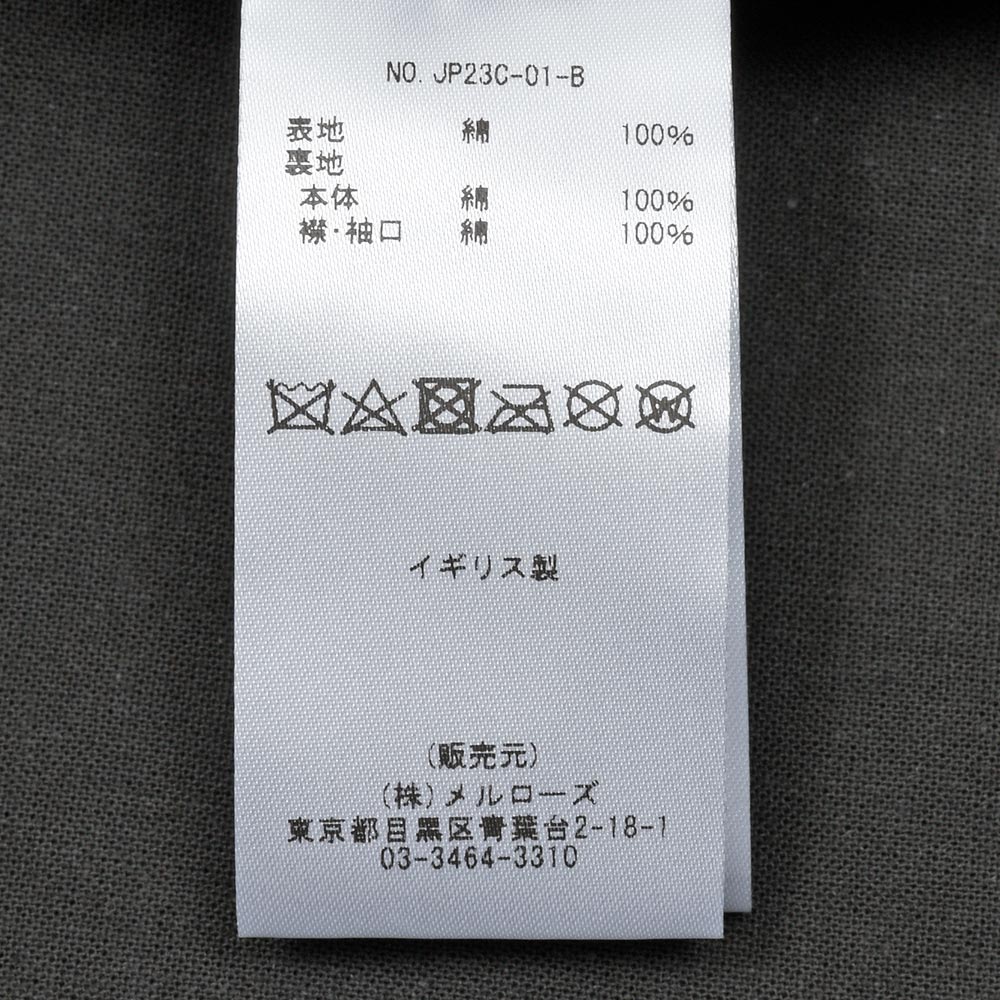 NO. JP23C-01-B
表地 綿 100%
裏地
本体 綿 100%
襟・袖口 綿 100%
W
イギリス製
(販売元)
(株)メルローズ
東京都目黒区青葉台2-18-1
03-3464-3310